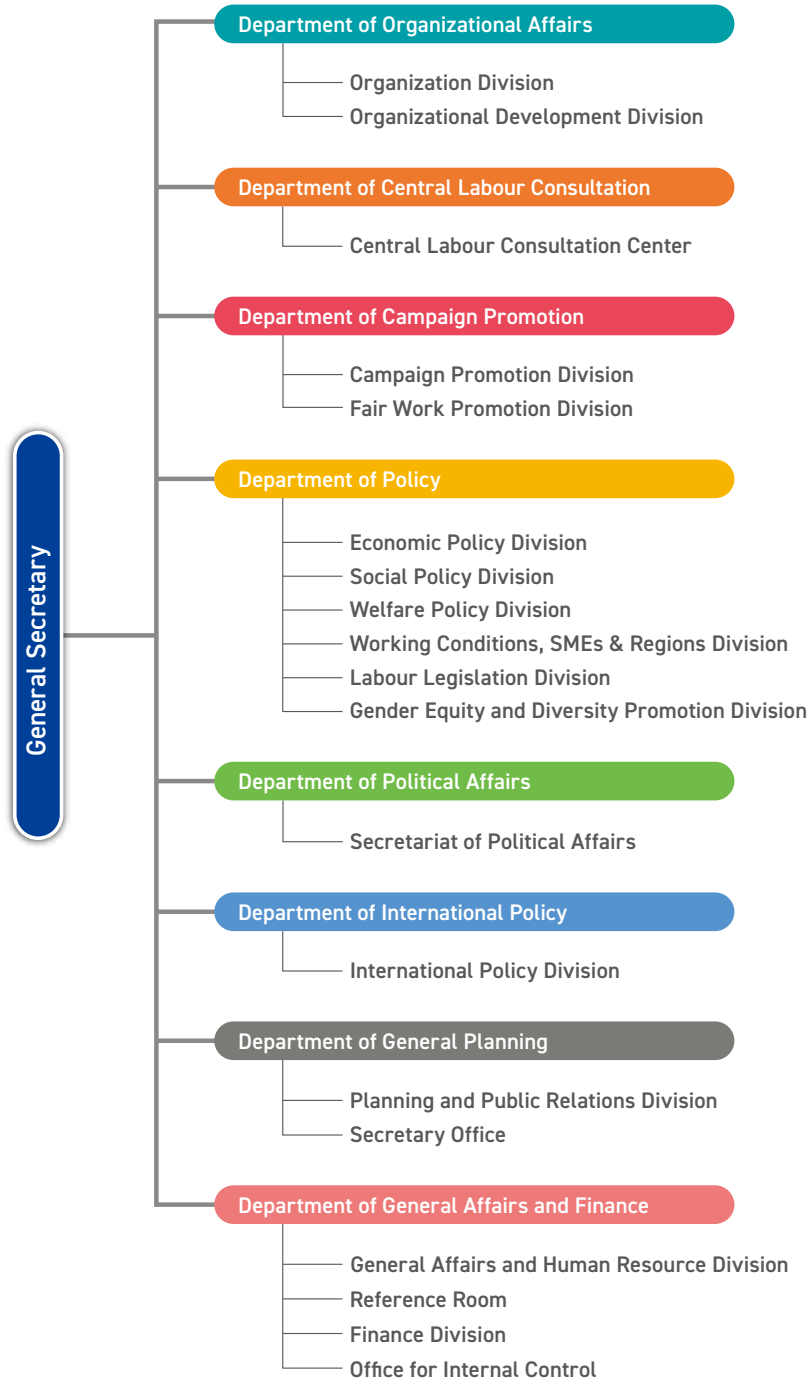 Department of Organizational Affairs
Organization Division
Organizational Development Division
Department of Central Labour Consultation
Central Labour Consultation Center
Department of Campaign Promotion
Campaign Promotion Division
Fair Work Promotion Division
General Secretary
Department of Policy
Economic Policy Division
Social Policy Division
Welfare Policy Division
Working Conditions, SMEs & Regions Division
Labour Legislation Division
Gender Equity and Diversity Promotion Division
Department of Political Affairs
Secretariat of Political Affairs
Department of International Policy
International Policy Division
Department of General Planning
Planning and Public Relations Division
Secretary Office
Department of General Affairs and Finance
General Affairs and Human Resource Division
Reference Room
Finance Division
Office for Internal Control